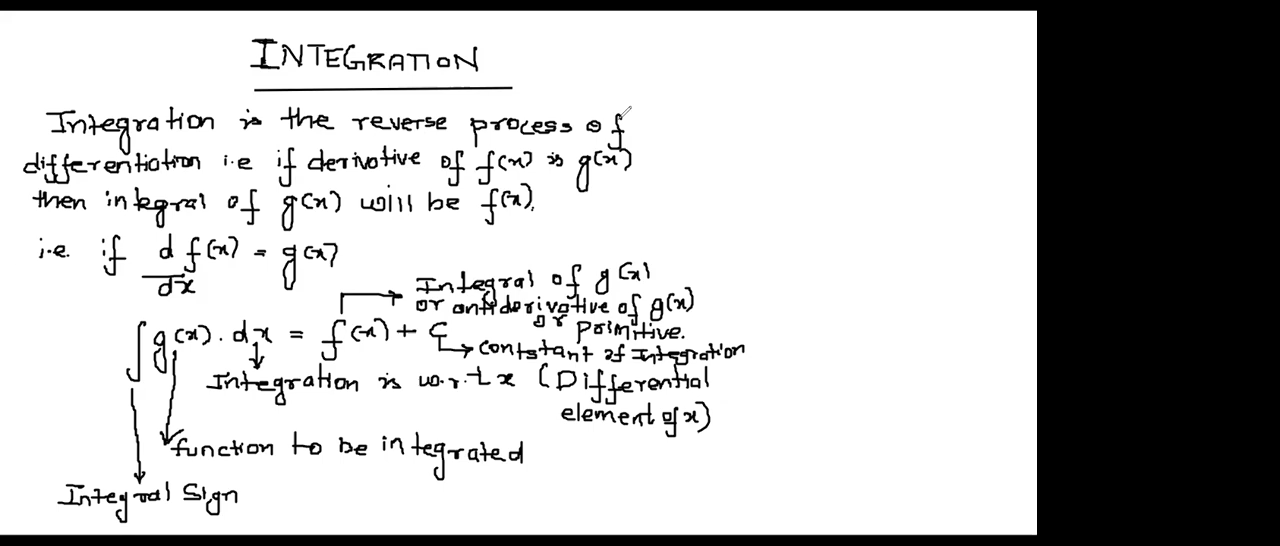 INTEGRATION
Integration is the reverse process of
differentiation i.e if derivative of f(x) is g(x)
then integral of g(x) will be f(x).
i.e. if d/dx f(x) = g(x)
Integral of g(x)
or antiderivative of g(x)
or primitive.
∫ g(x) . dx = f(x) + C
contstant of Integration
Integration is w.r.t x (Differential
element of x)
function to be integrated
Integral Sign